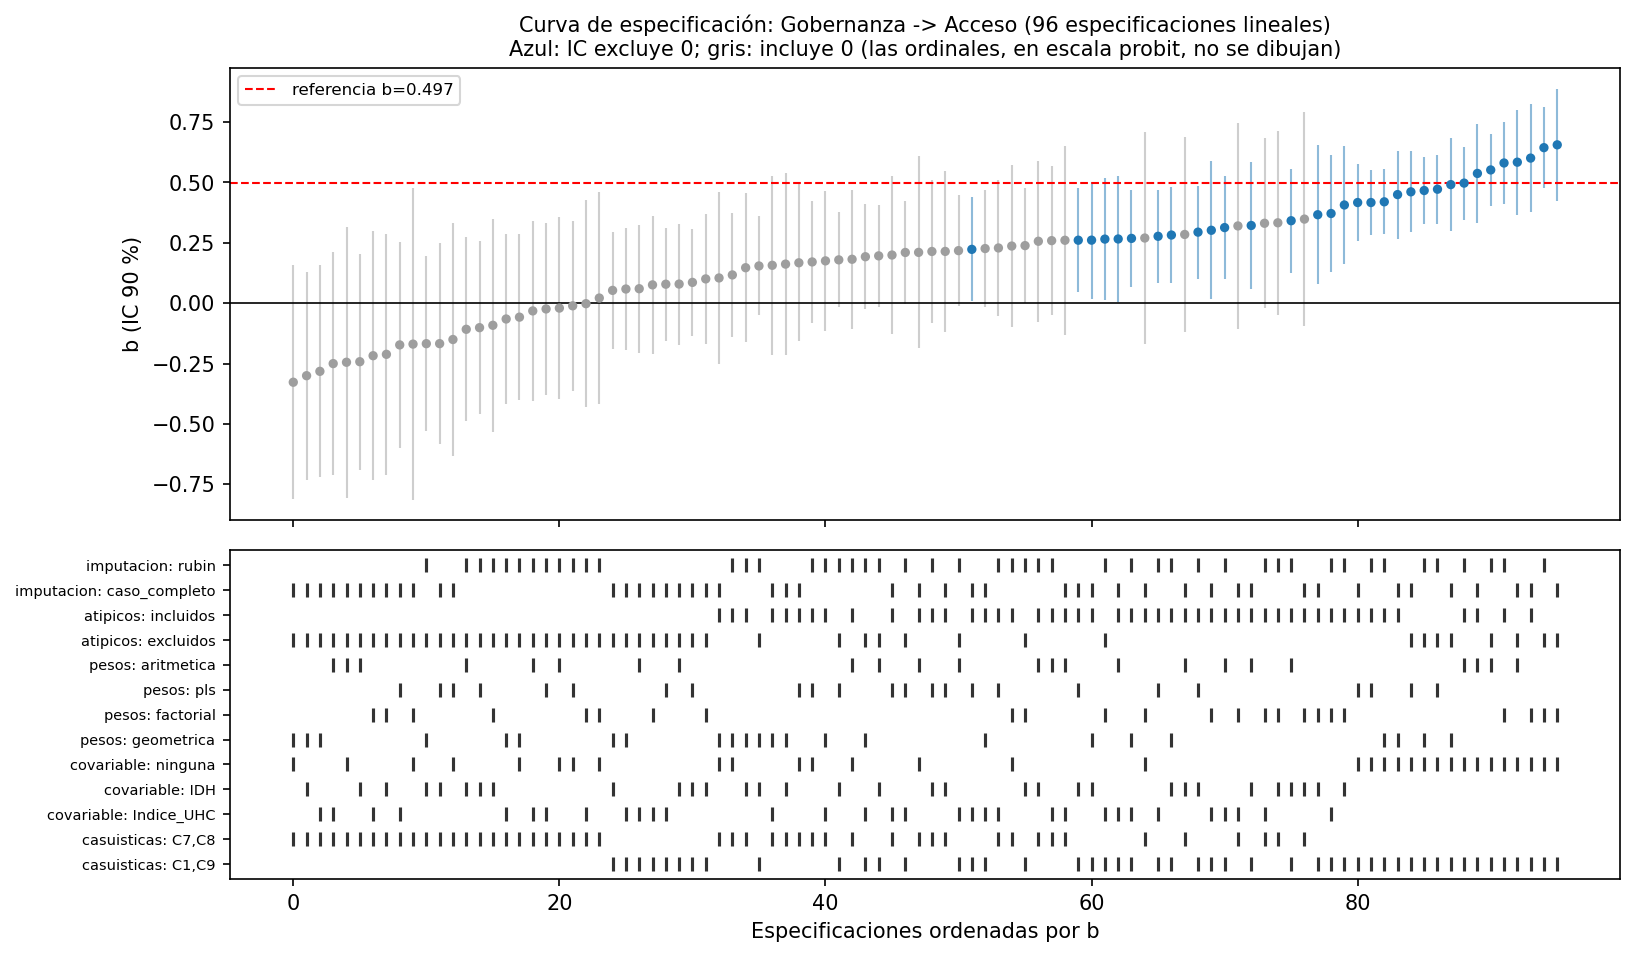 Curva de especificación: Gobernanza -> Acceso (96 especificaciones lineales)
Azul: IC excluye 0; gris: incluye 0 (las ordinales, en escala probit, no se dibujan)
referencia b=0.497
b (IC 90 %)
0.75
0.50
0.25
0.00
−0.25
−0.50
−0.75
imputacion: rubin
imputacion: caso_completo
atipicos: incluidos
atipicos: excluidos
pesos: aritmetica
pesos: pls
pesos: factorial
pesos: geometrica
covariable: ninguna
covariable: IDH
covariable: Indice_UHC
casuisticas: C7,C8
casuisticas: C1,C9
0 20 40 60 80
Especificaciones ordenadas por b